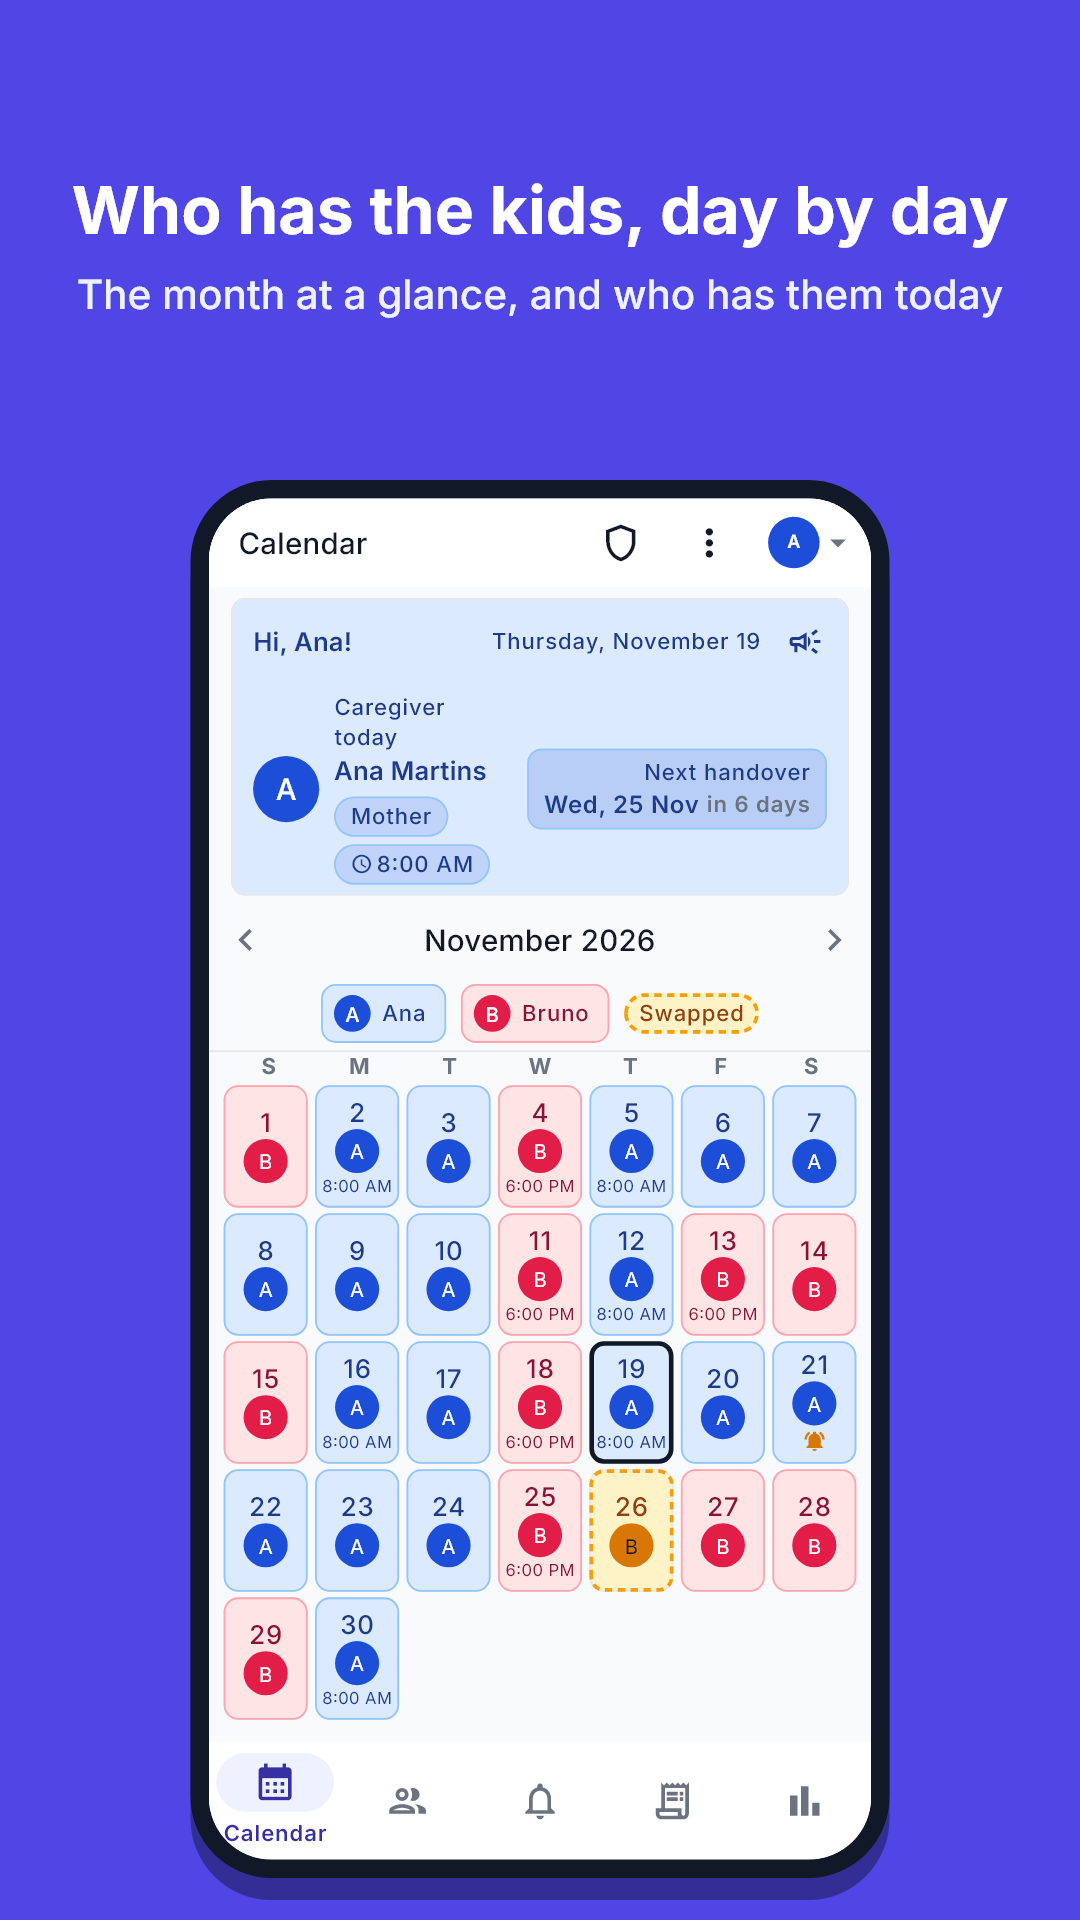 Who has the kids, day by day
The month at a glance, and who has them today
Calendar
A
Hi, Ana!
Thursday, November 19
Caregiver
today
A
Ana Martins
Mother
8:00 AM
Next handover
Wed, 25 Nov in 6 days
November 2026
A Ana
B Bruno
Swapped
S M T W T F S
1 2 3 4 5 6 7
B A A B A A A
8:00 AM 6:00 PM 8:00 AM
8 9 10 11 12 13 14
A A A B A B B
6:00 PM 8:00 AM 6:00 PM
15 16 17 18 19 20 21
B A A B A A A
8:00 AM 6:00 PM 8:00 AM
22 23 24 25 26 27 28
A A A B B B B
6:00 PM
29 30
B A
8:00 AM
Calendar